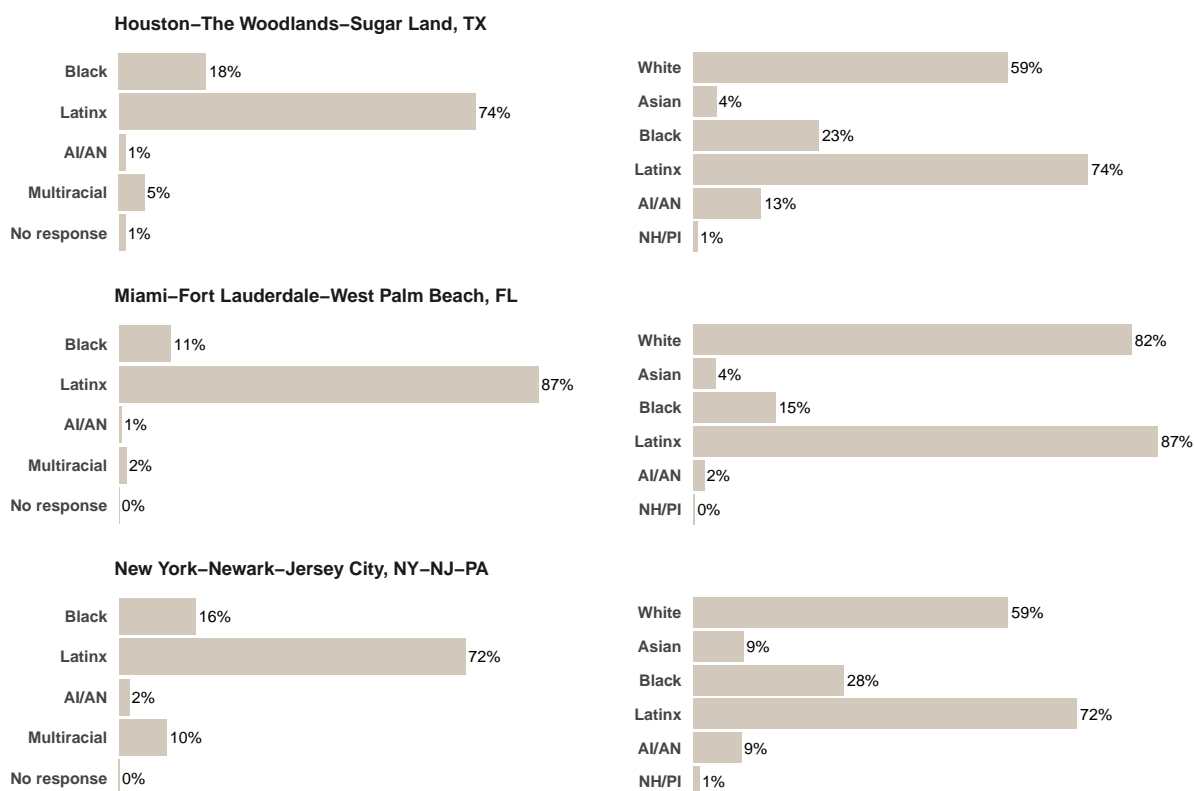 Houston–The Woodlands–Sugar Land, TX
Black 18%
Latinx 74%
AI/AN 1%
Multiracial 5%
No response 1%
White 59%
Asian 4%
Black 23%
Latinx 74%
AI/AN 13%
NH/PI 1%
Miami–Fort Lauderdale–West Palm Beach, FL
Black 11%
Latinx 87%
AI/AN 1%
Multiracial 2%
No response 0%
White 82%
Asian 4%
Black 15%
Latinx 87%
AI/AN 2%
NH/PI 0%
New York–Newark–Jersey City, NY–NJ–PA
Black 16%
Latinx 72%
AI/AN 2%
Multiracial 10%
No response 0%
White 59%
Asian 9%
Black 28%
Latinx 72%
AI/AN 9%
NH/PI 1%